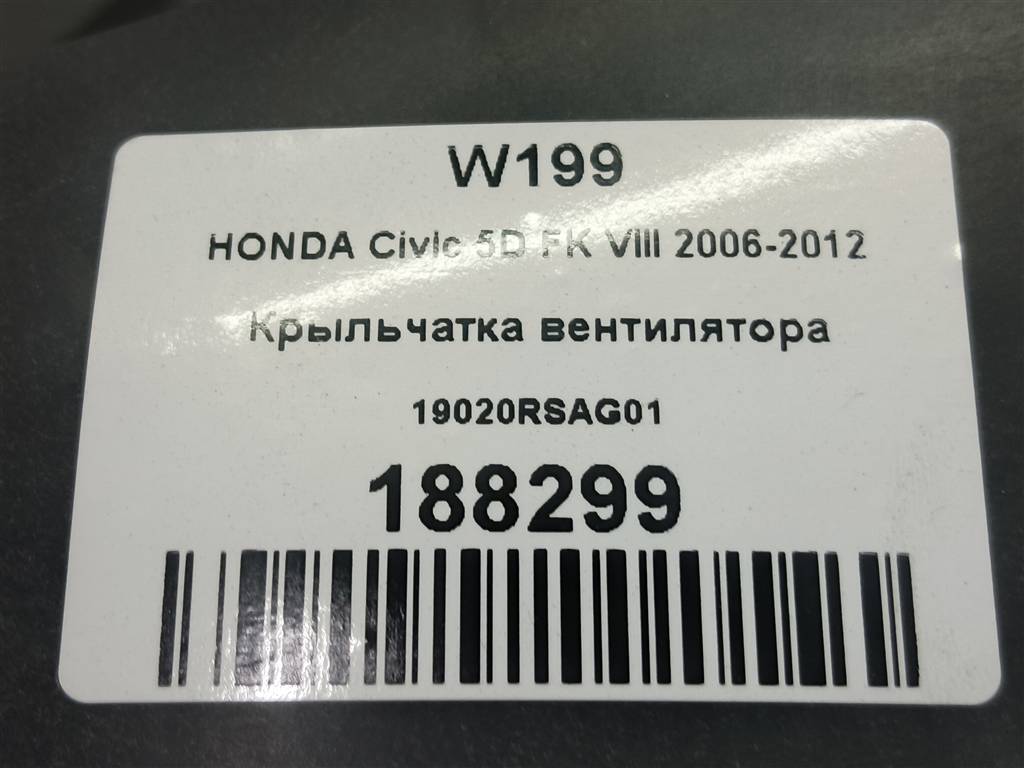 W199
HONDA Civic 5D FK VIII 2006-2012
Крыльчатка вентилятора
19020RSAG01
188299